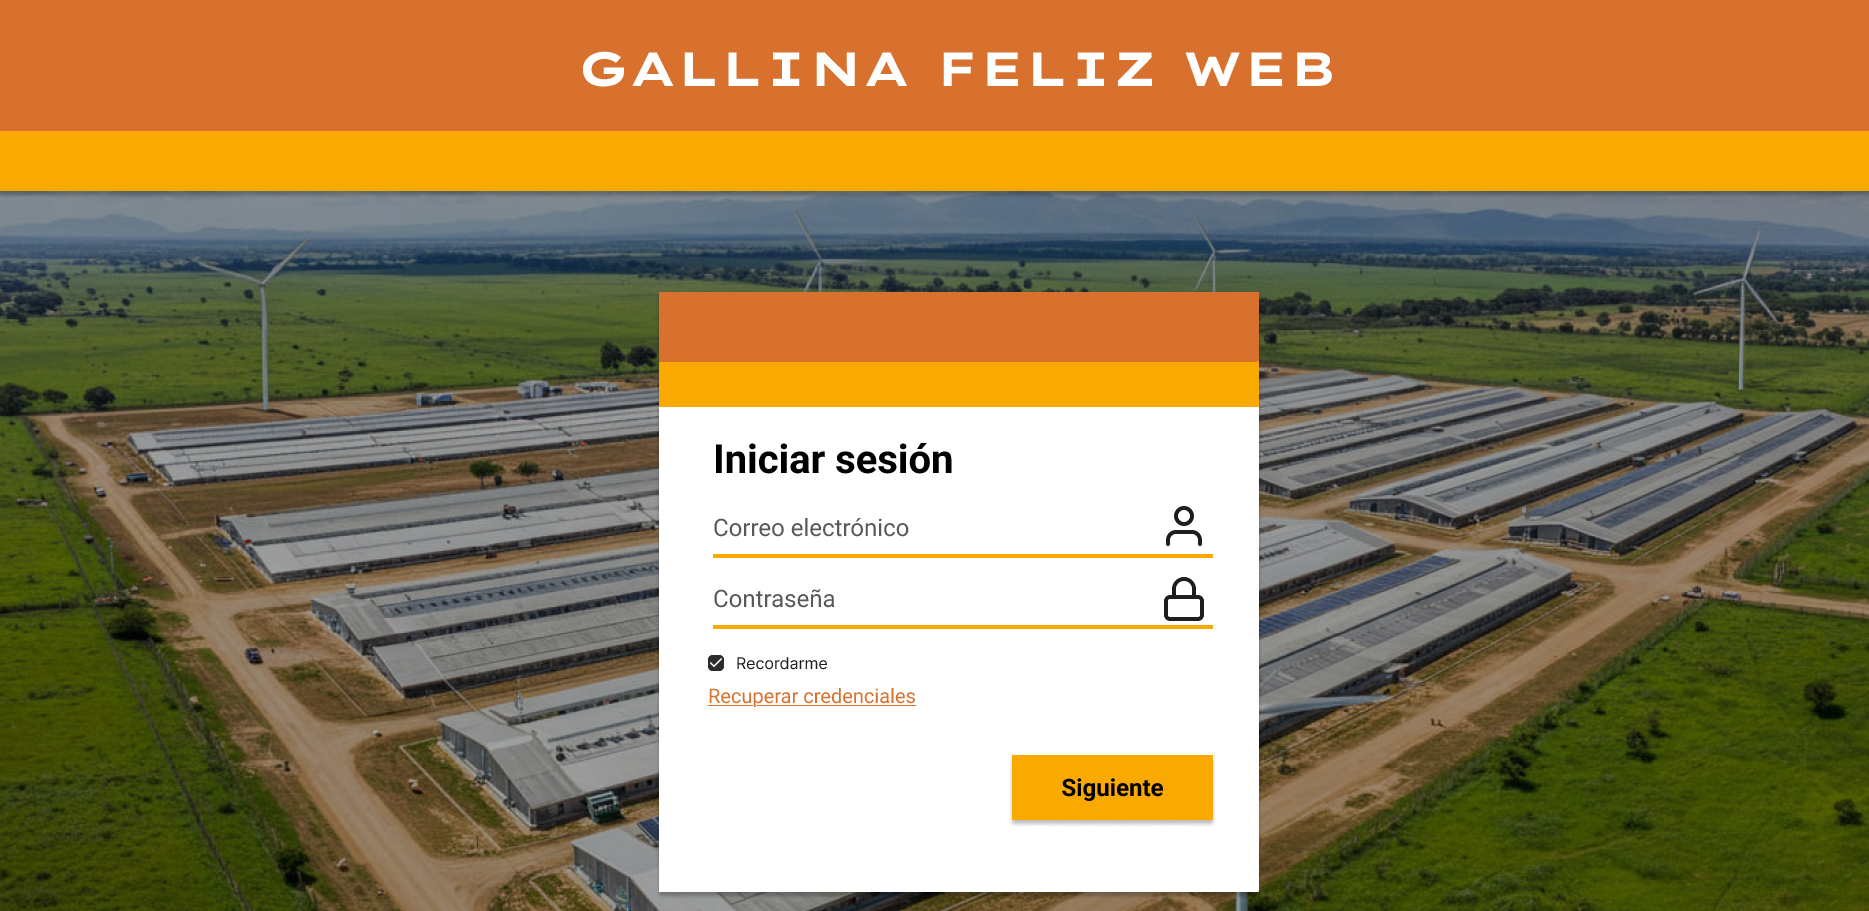 GALLINA FELIZ WEB
Iniciar sesión
Correo electrónico
Contraseña
Recordarme
Recuperar credenciales
Siguiente